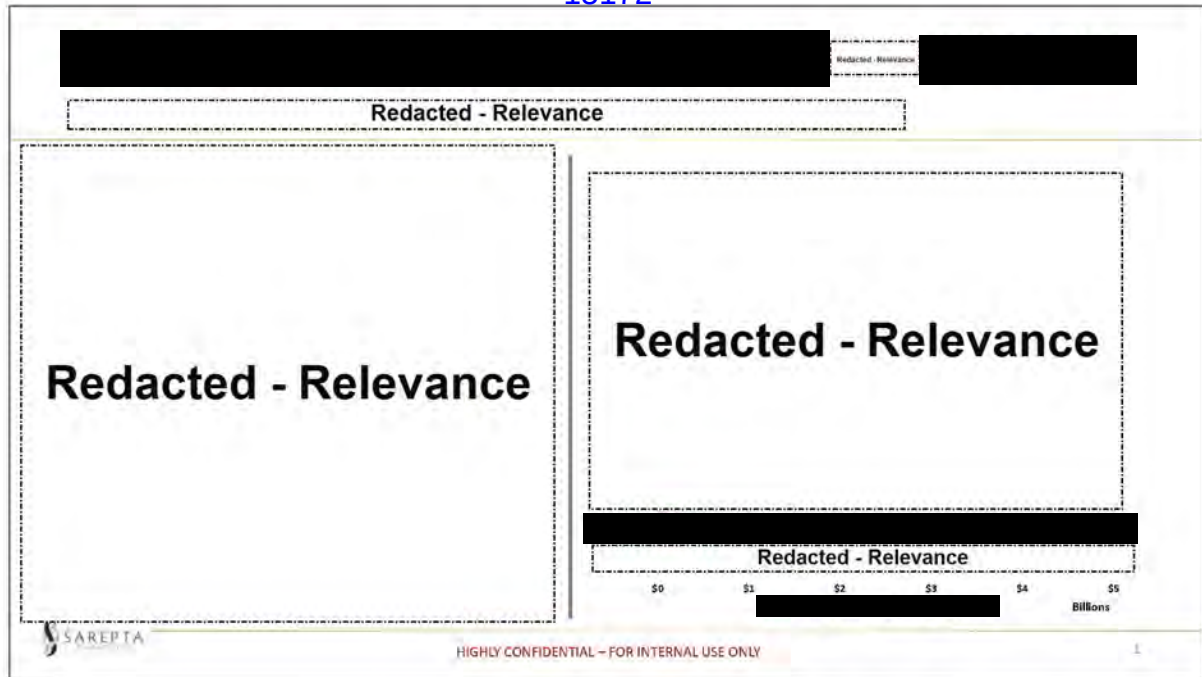 Redacted - Relevance
Redacted - Relevance
Redacted - Relevance
Redacted - Relevance
Redacted - Relevance
$0 $1 $2 $3 $4 $5
Billions
SAREPTA
HIGHLY CONFIDENTIAL – FOR INTERNAL USE ONLY
1